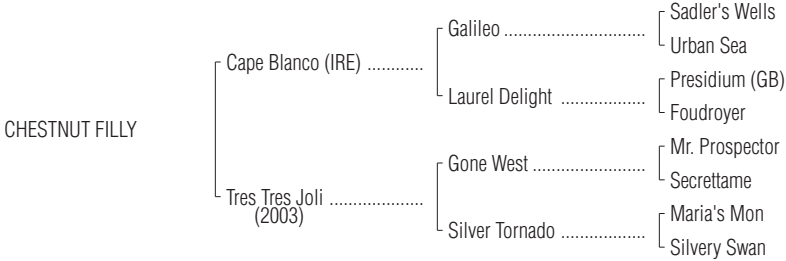 Sadler's Wells
Galileo ..............................
Urban Sea
Cape Blanco (IRE) ............
Presidium (GB)
Laurel Delight ..................
Foudroyer
CHESTNUT FILLY
Mr. Prospector
Gone West ........................
Secrettame
Tres Tres Joli ....................
(2003)
Maria's Mon
Silver Tornado ..................
Silvery Swan